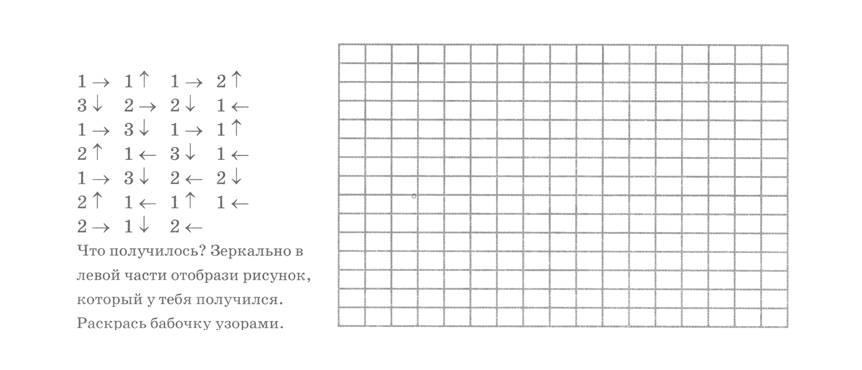 1 → 1 ↑ 1 → 2 ↑
3 ↓ 2 → 2 ↓ 1 ←
1 → 3 ↓ 1 → 1 ↑
2 ↑ 1 ← 3 ↓ 1 ←
1 → 3 ↓ 2 ← 2 ↓
2 ↑ 1 ← 1 ↑ 1 ←
2 → 1 ↓ 2 ←
Что получилось? Зеркально в
левой части отобрази рисунок,
который у тебя получился.
Раскрась бабочку узорами.